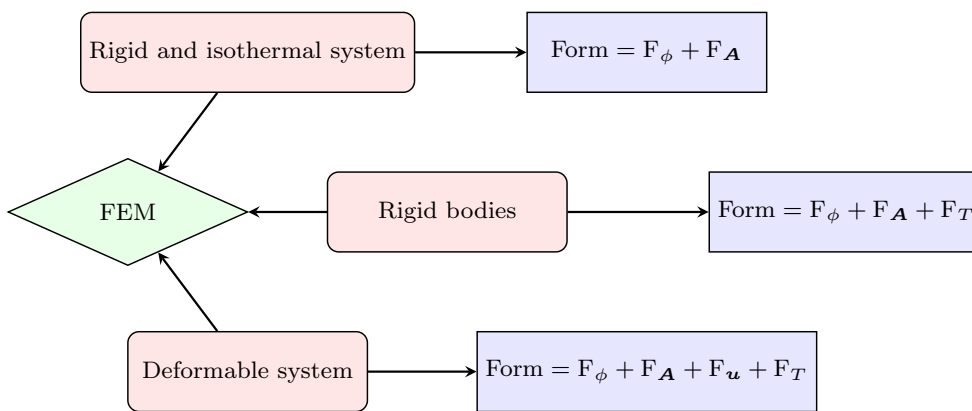 Rigid and isothermal system
Form = F_ϕ + F_𝑨
FEM
Rigid bodies
Form = F_ϕ + F_𝑨 + F_T
Deformable system
Form = F_ϕ + F_𝑨 + F_𝒖 + F_T